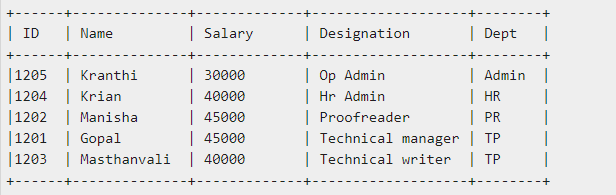 +------+--------------+-------------+-------------------+--------+
| ID   | Name         | Salary      | Designation       | Dept   |
+------+--------------+-------------+-------------------+--------+
|1205  | Kranthi      | 30000       | Op Admin          | Admin  |
|1204  | Krian        | 40000       | Hr Admin          | HR     |
|1202  | Manisha      | 45000       | Proofreader       | PR     |
|1201  | Gopal        | 45000       | Technical manager | TP     |
|1203  | Masthanvali  | 40000       | Technical writer  | TP     |
+------+--------------+-------------+-------------------+--------+